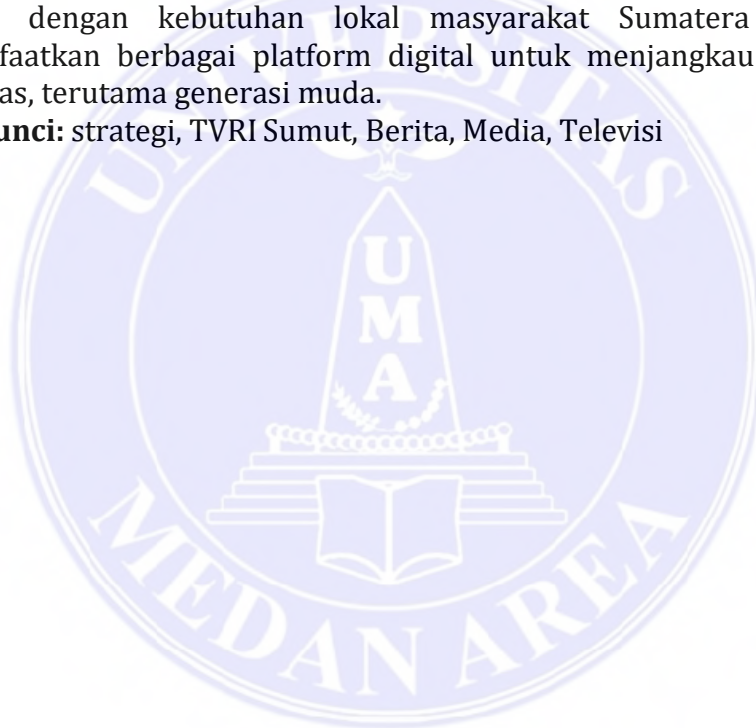 dengan kebutuhan lokal masyarakat Sumatera
faatkan berbagai platform digital untuk menjangkau
as, terutama generasi muda.
unci: strategi, TVRI Sumut, Berita, Media, Televisi
UNIVERSITAS
U
M
A
MEDAN AREA